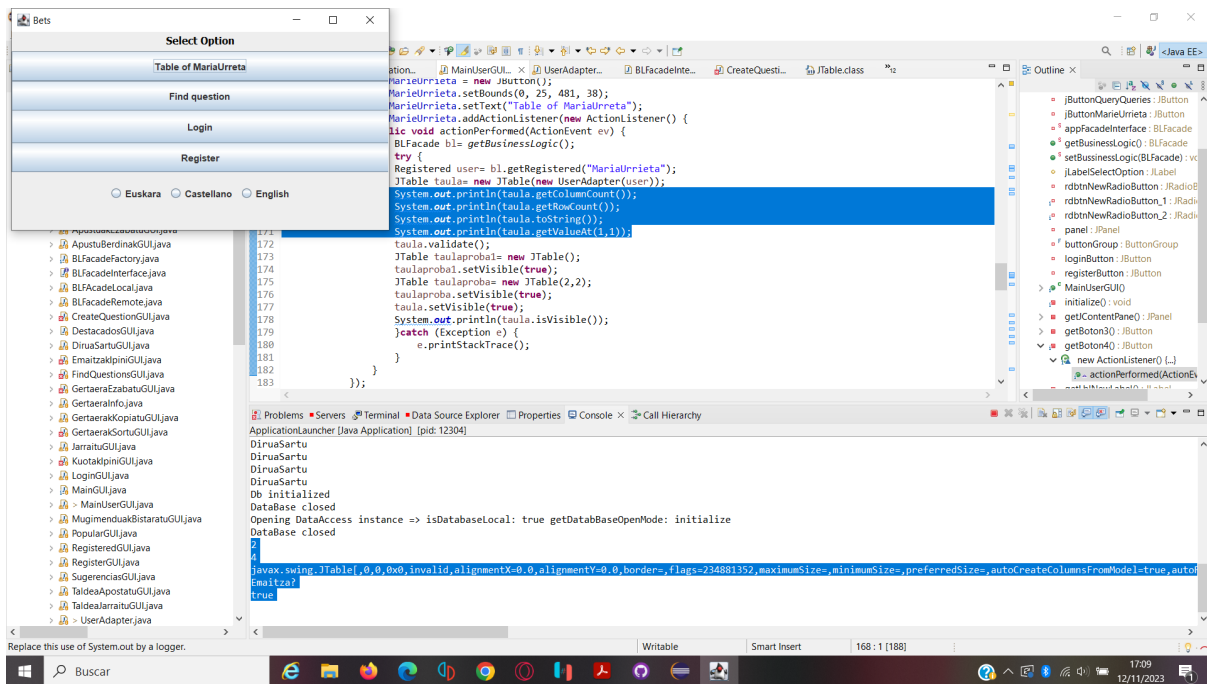 Bets
Select Option
Table of MariaUrreta
Find question
Login
Register
Euskara Castellano English
<Java EE>
ation... MainUserGUI... UserAdapter... BLFacadeInte... CreateQuesti... JTable.class »12
Outline
MarieUrrieta = new JButton();
MarieUrrieta.setBounds(0, 25, 481, 38);
MarieUrrieta.setText("Table of MariaUrreta");
MarieUrrieta.addActionListener(new ActionListener() {
lic void actionPerformed(ActionEvent ev) {
BLFacade bl= getBusinessLogic();
try {
Registered user= bl.getRegistered("MariaUrrieta");
JTable taula= new JTable(new UserAdapter(user));
System.out.println(taula.getColumnCount());
System.out.println(taula.getRowCount());
System.out.println(taula.toString());
171 System.out.println(taula.getValueAt(1,1));
172 taula.validate();
173 JTable taulaproba1= new JTable();
174 taulaproba1.setVisible(true);
175 JTable taulaproba= new JTable(2,2);
176 taulaproba.setVisible(true);
177 taula.setVisible(true);
178 System.out.println(taula.isVisible());
179 }catch (Exception e) {
180 e.printStackTrace();
181 }
182 }
183 });
jButtonQueryQueries : JButton
jButtonMarieUrrieta : JButton
appFacadeInterface : BLFacade
getBusinessLogic() : BLFacade
setBussinessLogic(BLFacade) : vo
jLabelSelectOption : JLabel
rdbtnNewRadioButton : JRadioB
rdbtnNewRadioButton_1 : JRadi
rdbtnNewRadioButton_2 : JRadi
panel : JPanel
buttonGroup : ButtonGroup
loginButton : JButton
registerButton : JButton
MainUserGUI()
initialize() : void
getJContentPane() : JPanel
getBoton3() : JButton
getBoton4() : JButton
new ActionListener() {...}
actionPerformed(ActionEv
ApustuakEzabatuGUI.java
ApustuBerdinakGUI.java
BLFacadeFactory.java
BLFacadeInterface.java
BLFAcadeLocal.java
BLFacadeRemote.java
CreateQuestionGUI.java
DestacadosGUI.java
DiruaSartuGUI.java
EmaitzakIpiniGUI.java
FindQuestionsGUI.java
GertaeraEzabatuGUI.java
GertaeraInfo.java
GertaerakKopiatuGUI.java
GertaerakSortuGUI.java
JarraituGUI.java
KuotakIpiniGUI.java
LoginGUI.java
MainGUI.java
> MainUserGUI.java
MugimenduakBistaratuGUI.java
PopularGUI.java
RegisteredGUI.java
RegisterGUI.java
SugerenciasGUI.java
TaldeaApostatuGUI.java
TaldeaJarraituGUI.java
> UserAdapter.java
Problems Servers Terminal Data Source Explorer Properties Console Call Hierarchy
ApplicationLauncher [Java Application] [pid: 12304]
DiruaSartu
DiruaSartu
DiruaSartu
DiruaSartu
Db initialized
DataBase closed
Opening DataAccess instance => isDatabaseLocal: true getDatabBaseOpenMode: initialize
DataBase closed
2
4
javax.swing.JTable[,0,0,0x0,invalid,alignmentX=0.0,alignmentY=0.0,border=,flags=234881352,maximumSize=,minimumSize=,preferredSize=,autoCreateColumnsFromModel=true,autoR
Emaitza?
true
Replace this use of System.out by a logger. Writable Smart Insert 168 : 1 [188]
Buscar
17:09
12/11/2023